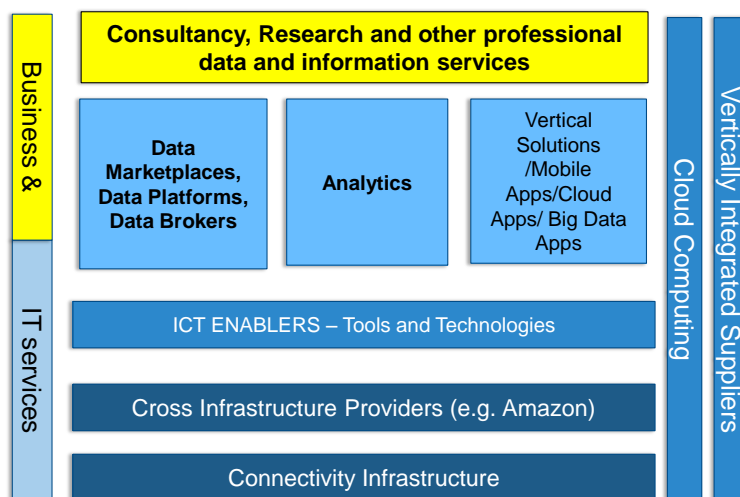 Consultancy, Research and other professional
data and information services
Business &
IT services
Data
Marketplaces,
Data Platforms,
Data Brokers
Analytics
Vertical
Solutions
/Mobile
Apps/Cloud
Apps/ Big Data
Apps
ICT ENABLERS – Tools and Technologies
Cross Infrastructure Providers (e.g. Amazon)
Connectivity Infrastructure
Cloud Computing
Vertically Integrated Suppliers